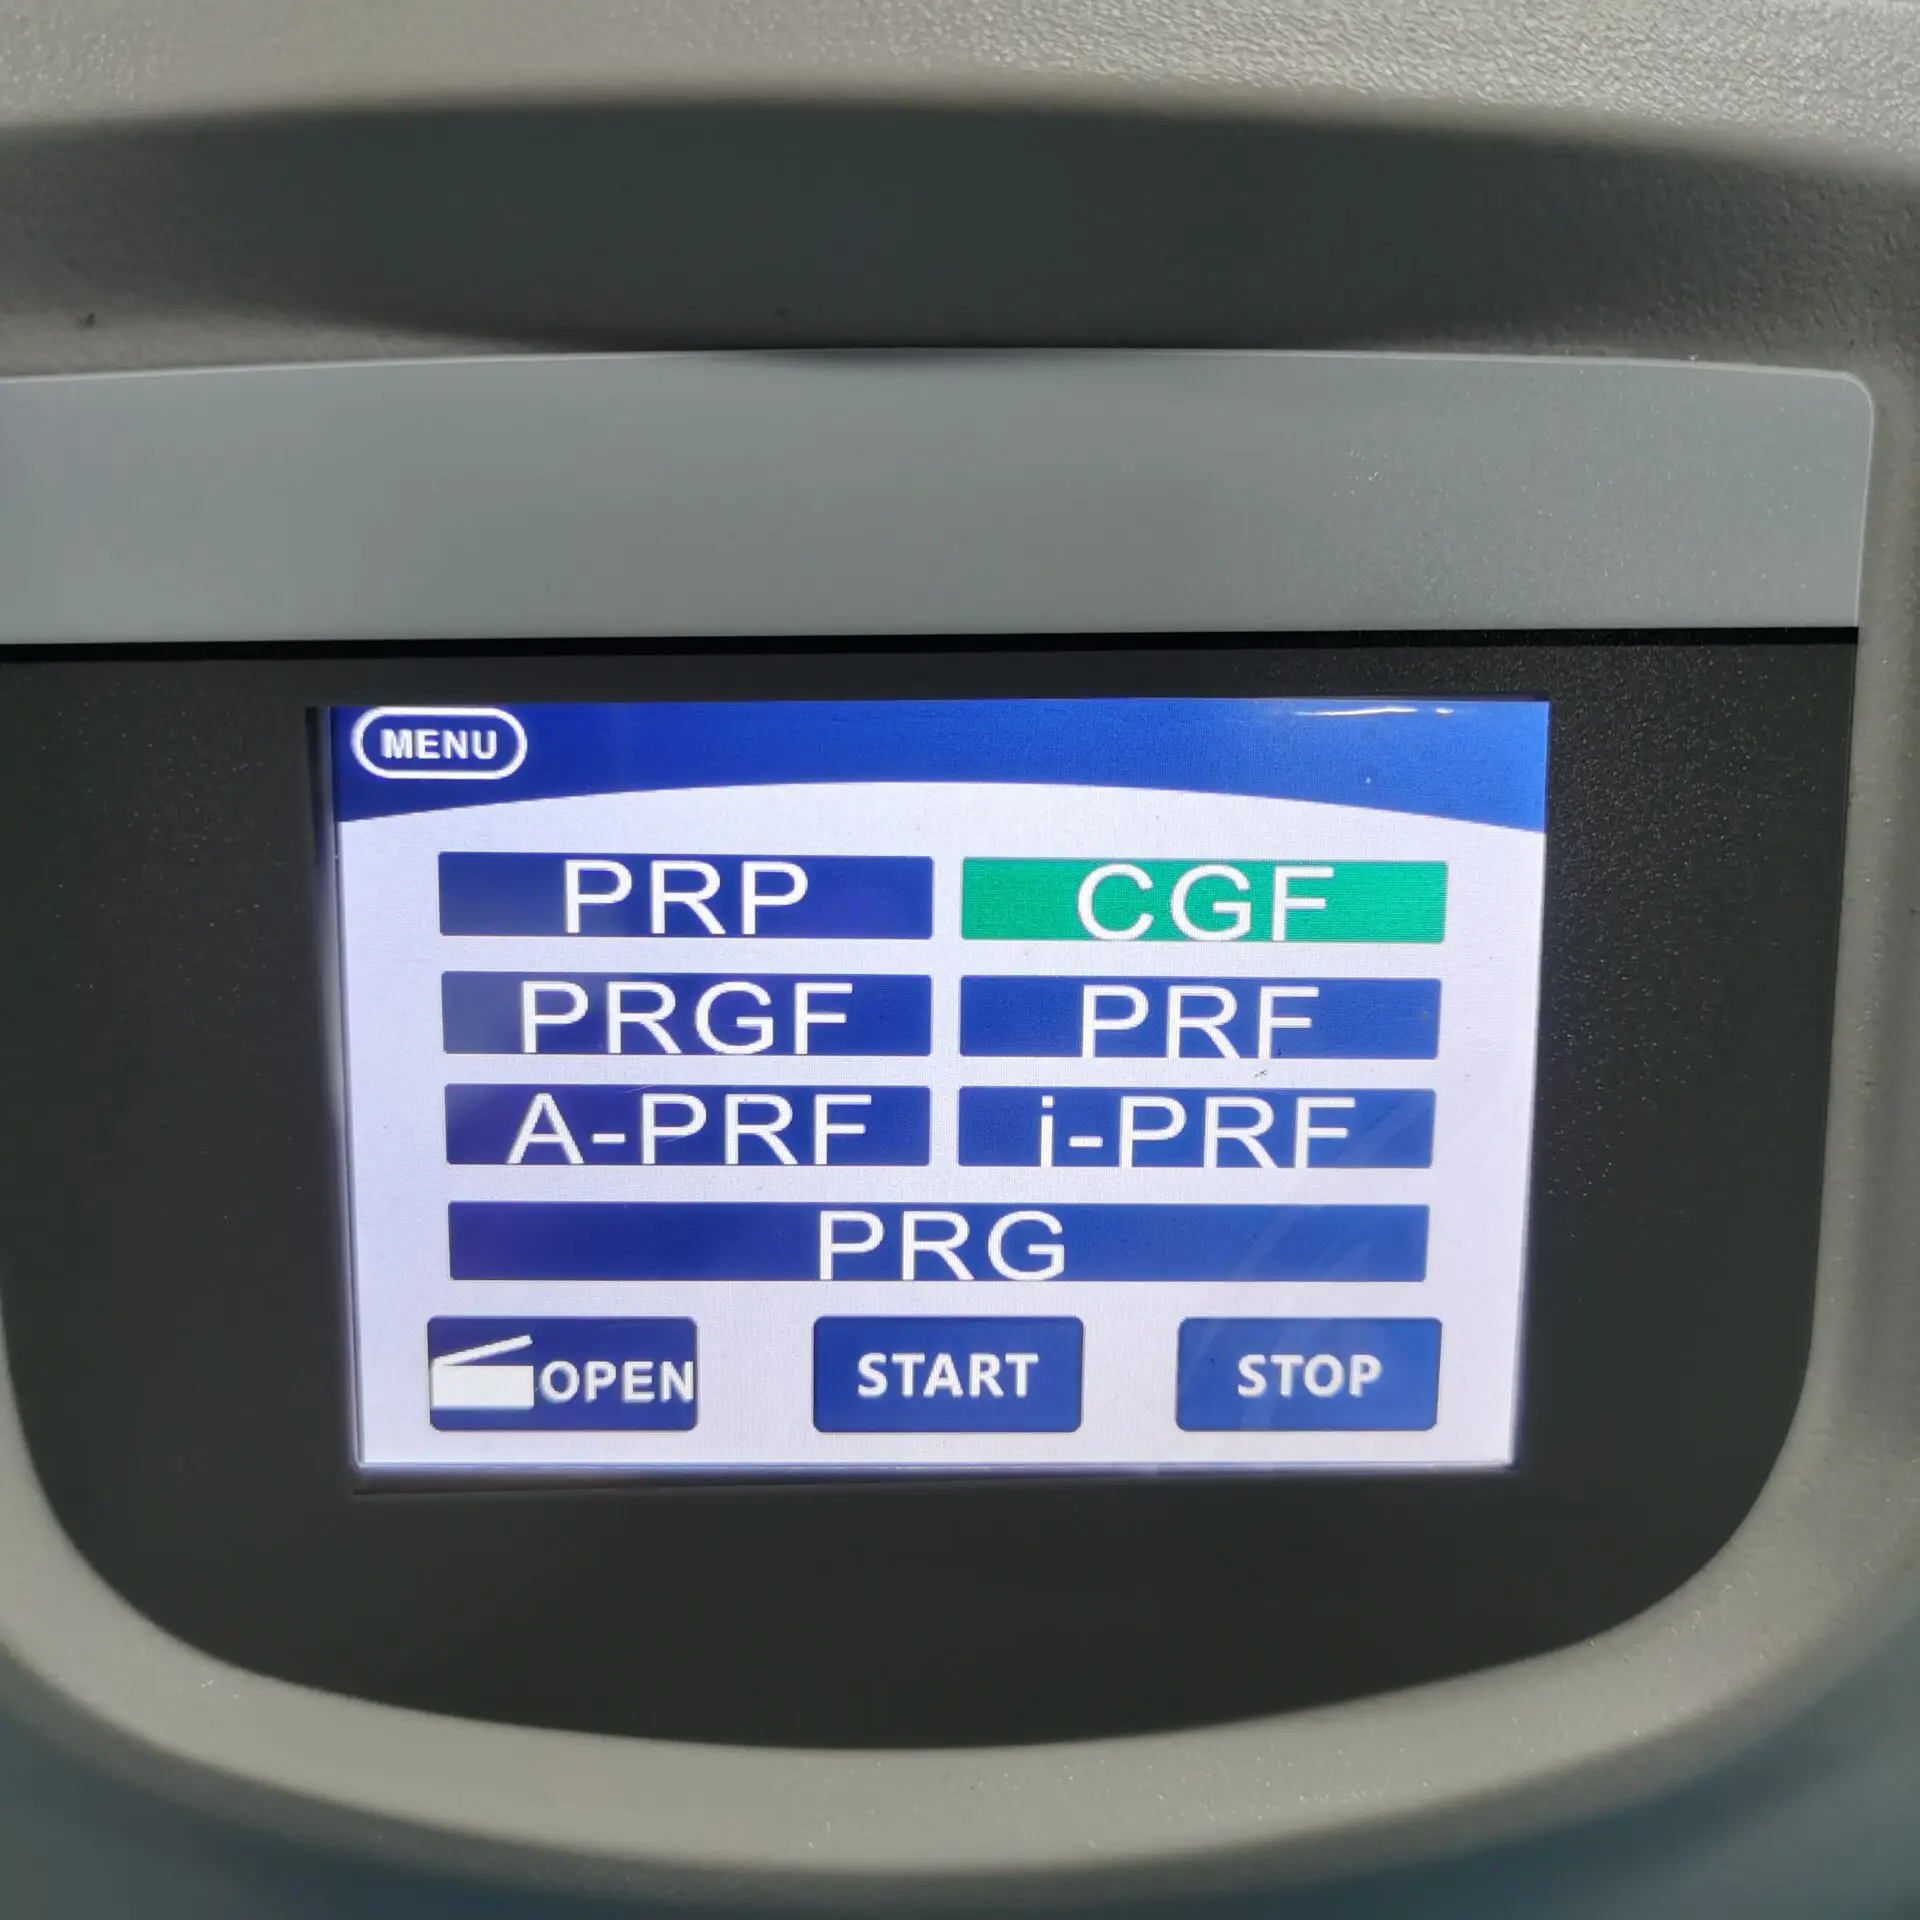 MENU
PRP CGF
PRGF PRF
A-PRF i-PRF
PRG
OPEN START STOP